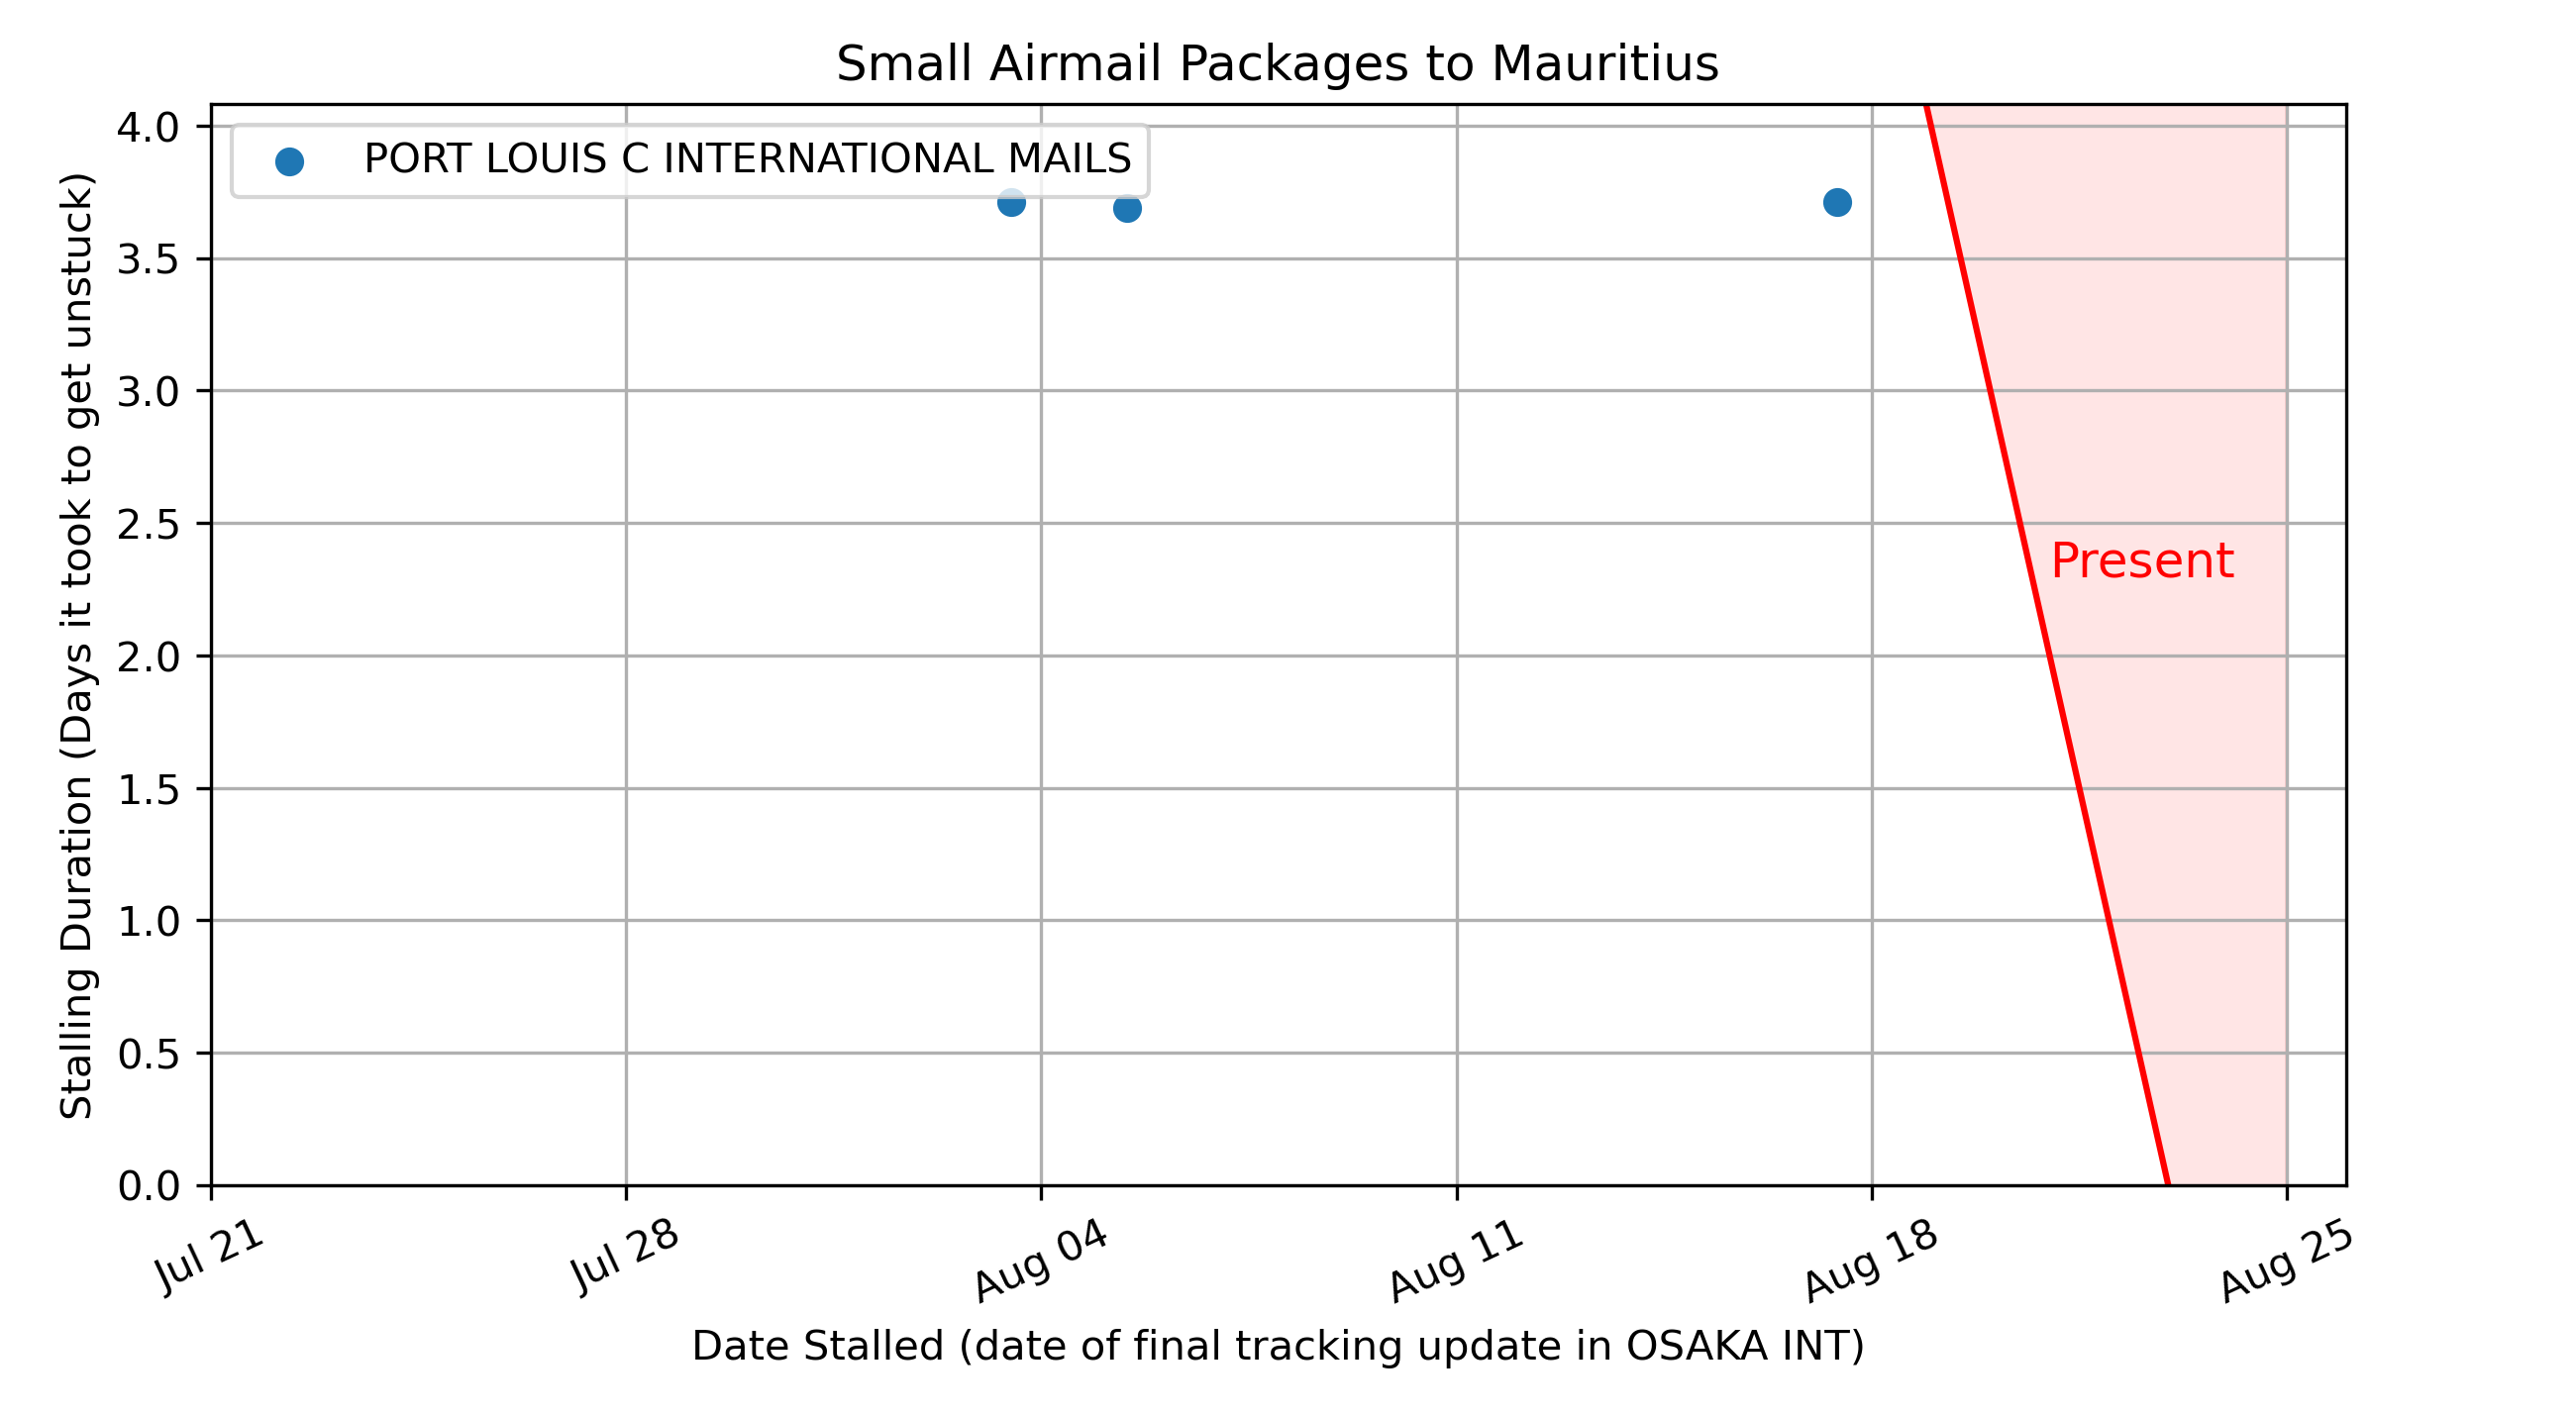 Small Airmail Packages to Mauritius
PORT LOUIS C INTERNATIONAL MAILS
Stalling Duration (Days it took to get unstuck)
4.0
3.5
3.0
2.5
2.0
1.5
1.0
0.5
0.0
Present
Jul 21
Jul 28
Aug 04
Aug 11
Aug 18
Aug 25
Date Stalled (date of final tracking update in OSAKA INT)